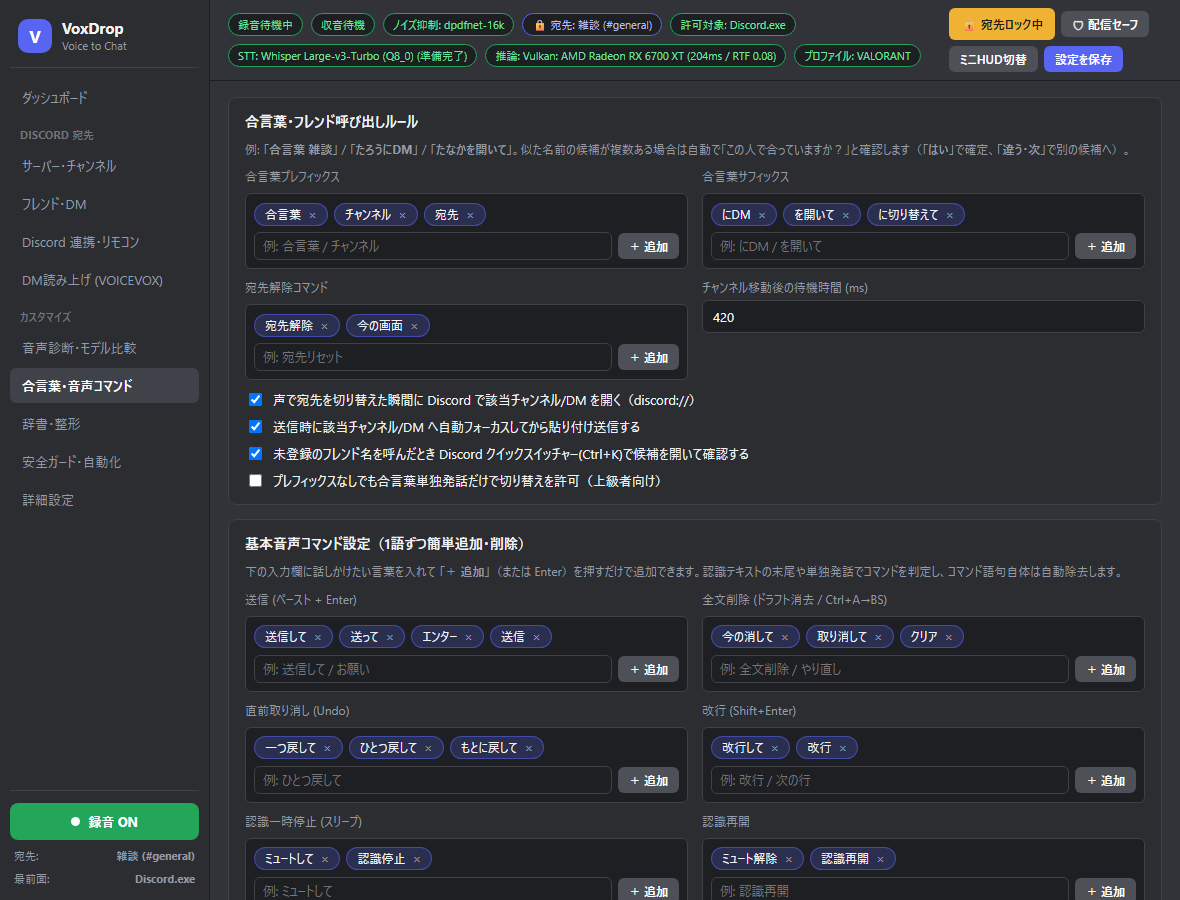 V
VoxDrop
Voice to Chat
録音待機中
収音待機
ノイズ抑制: dpdfnet-16k
🔒 宛先: 雑談 (#general)
許可対象: Discord.exe
STT: Whisper Large-v3-Turbo (Q8_0) (準備完了)
推論: Vulkan: AMD Radeon RX 6700 XT (204ms / RTF 0.08)
プロファイル: VALORANT
🔒 宛先ロック中
🛡 配信セーフ
ミニHUD切替
設定を保存
ダッシュボード
DISCORD 宛先
サーバー・チャンネル
フレンド・DM
Discord 連携・リモコン
DM読み上げ (VOICEVOX)
カスタマイズ
音声診断・モデル比較
合言葉・音声コマンド
辞書・整形
安全ガード・自動化
詳細設定
● 録音 ON
宛先: 雑談 (#general)
最前面: Discord.exe
合言葉・フレンド呼び出しルール
例: 「合言葉 雑談」 / 「たろうにDM」 / 「たなかを開いて」。似た名前の候補が複数ある場合は自動で「この人で合っていますか？」と確認します（「はい」で確定、「違う・次」で別の候補へ）。
合言葉プレフィックス
合言葉 × チャンネル × 宛先 ×
例: 合言葉 / チャンネル
＋ 追加
合言葉サフィックス
にDM × を開いて × に切り替えて ×
例: にDM / を開いて
＋ 追加
宛先解除コマンド
宛先解除 × 今の画面 ×
例: 宛先リセット
＋ 追加
チャンネル移動後の待機時間 (ms)
420
声で宛先を切り替えた瞬間に Discord で該当チャンネル/DM を開く（discord://）
送信時に該当チャンネル/DM へ自動フォーカスしてから貼り付け送信する
未登録のフレンド名を呼んだとき Discord クイックスイッチャー(Ctrl+K)で候補を開いて確認する
プレフィックスなしでも合言葉単独発話だけで切り替えを許可（上級者向け）
基本音声コマンド設定（1語ずつ簡単追加・削除）
下の入力欄に話しかけたい言葉を入れて「＋ 追加」（または Enter）を押すだけで追加できます。認識テキストの末尾や単独発話でコマンドを判定し、コマンド語句自体は自動除去します。
送信 (ペースト + Enter)
送信して × 送って × エンター × 送信 ×
例: 送信して / お願い
＋ 追加
全文削除 (ドラフト消去 / Ctrl+A→BS)
今の消して × 取り消して × クリア ×
例: 全文削除 / やり直し
＋ 追加
直前取り消し (Undo)
一つ戻して × ひとつ戻して × もとに戻して ×
例: ひとつ戻して
＋ 追加
改行 (Shift+Enter)
改行して × 改行 ×
例: 改行 / 次の行
＋ 追加
認識一時停止 (スリープ)
ミュートして × 認識停止 ×
例: ミュートして
＋ 追加
認識再開
ミュート解除 × 認識再開 ×
例: 認識再開
＋ 追加